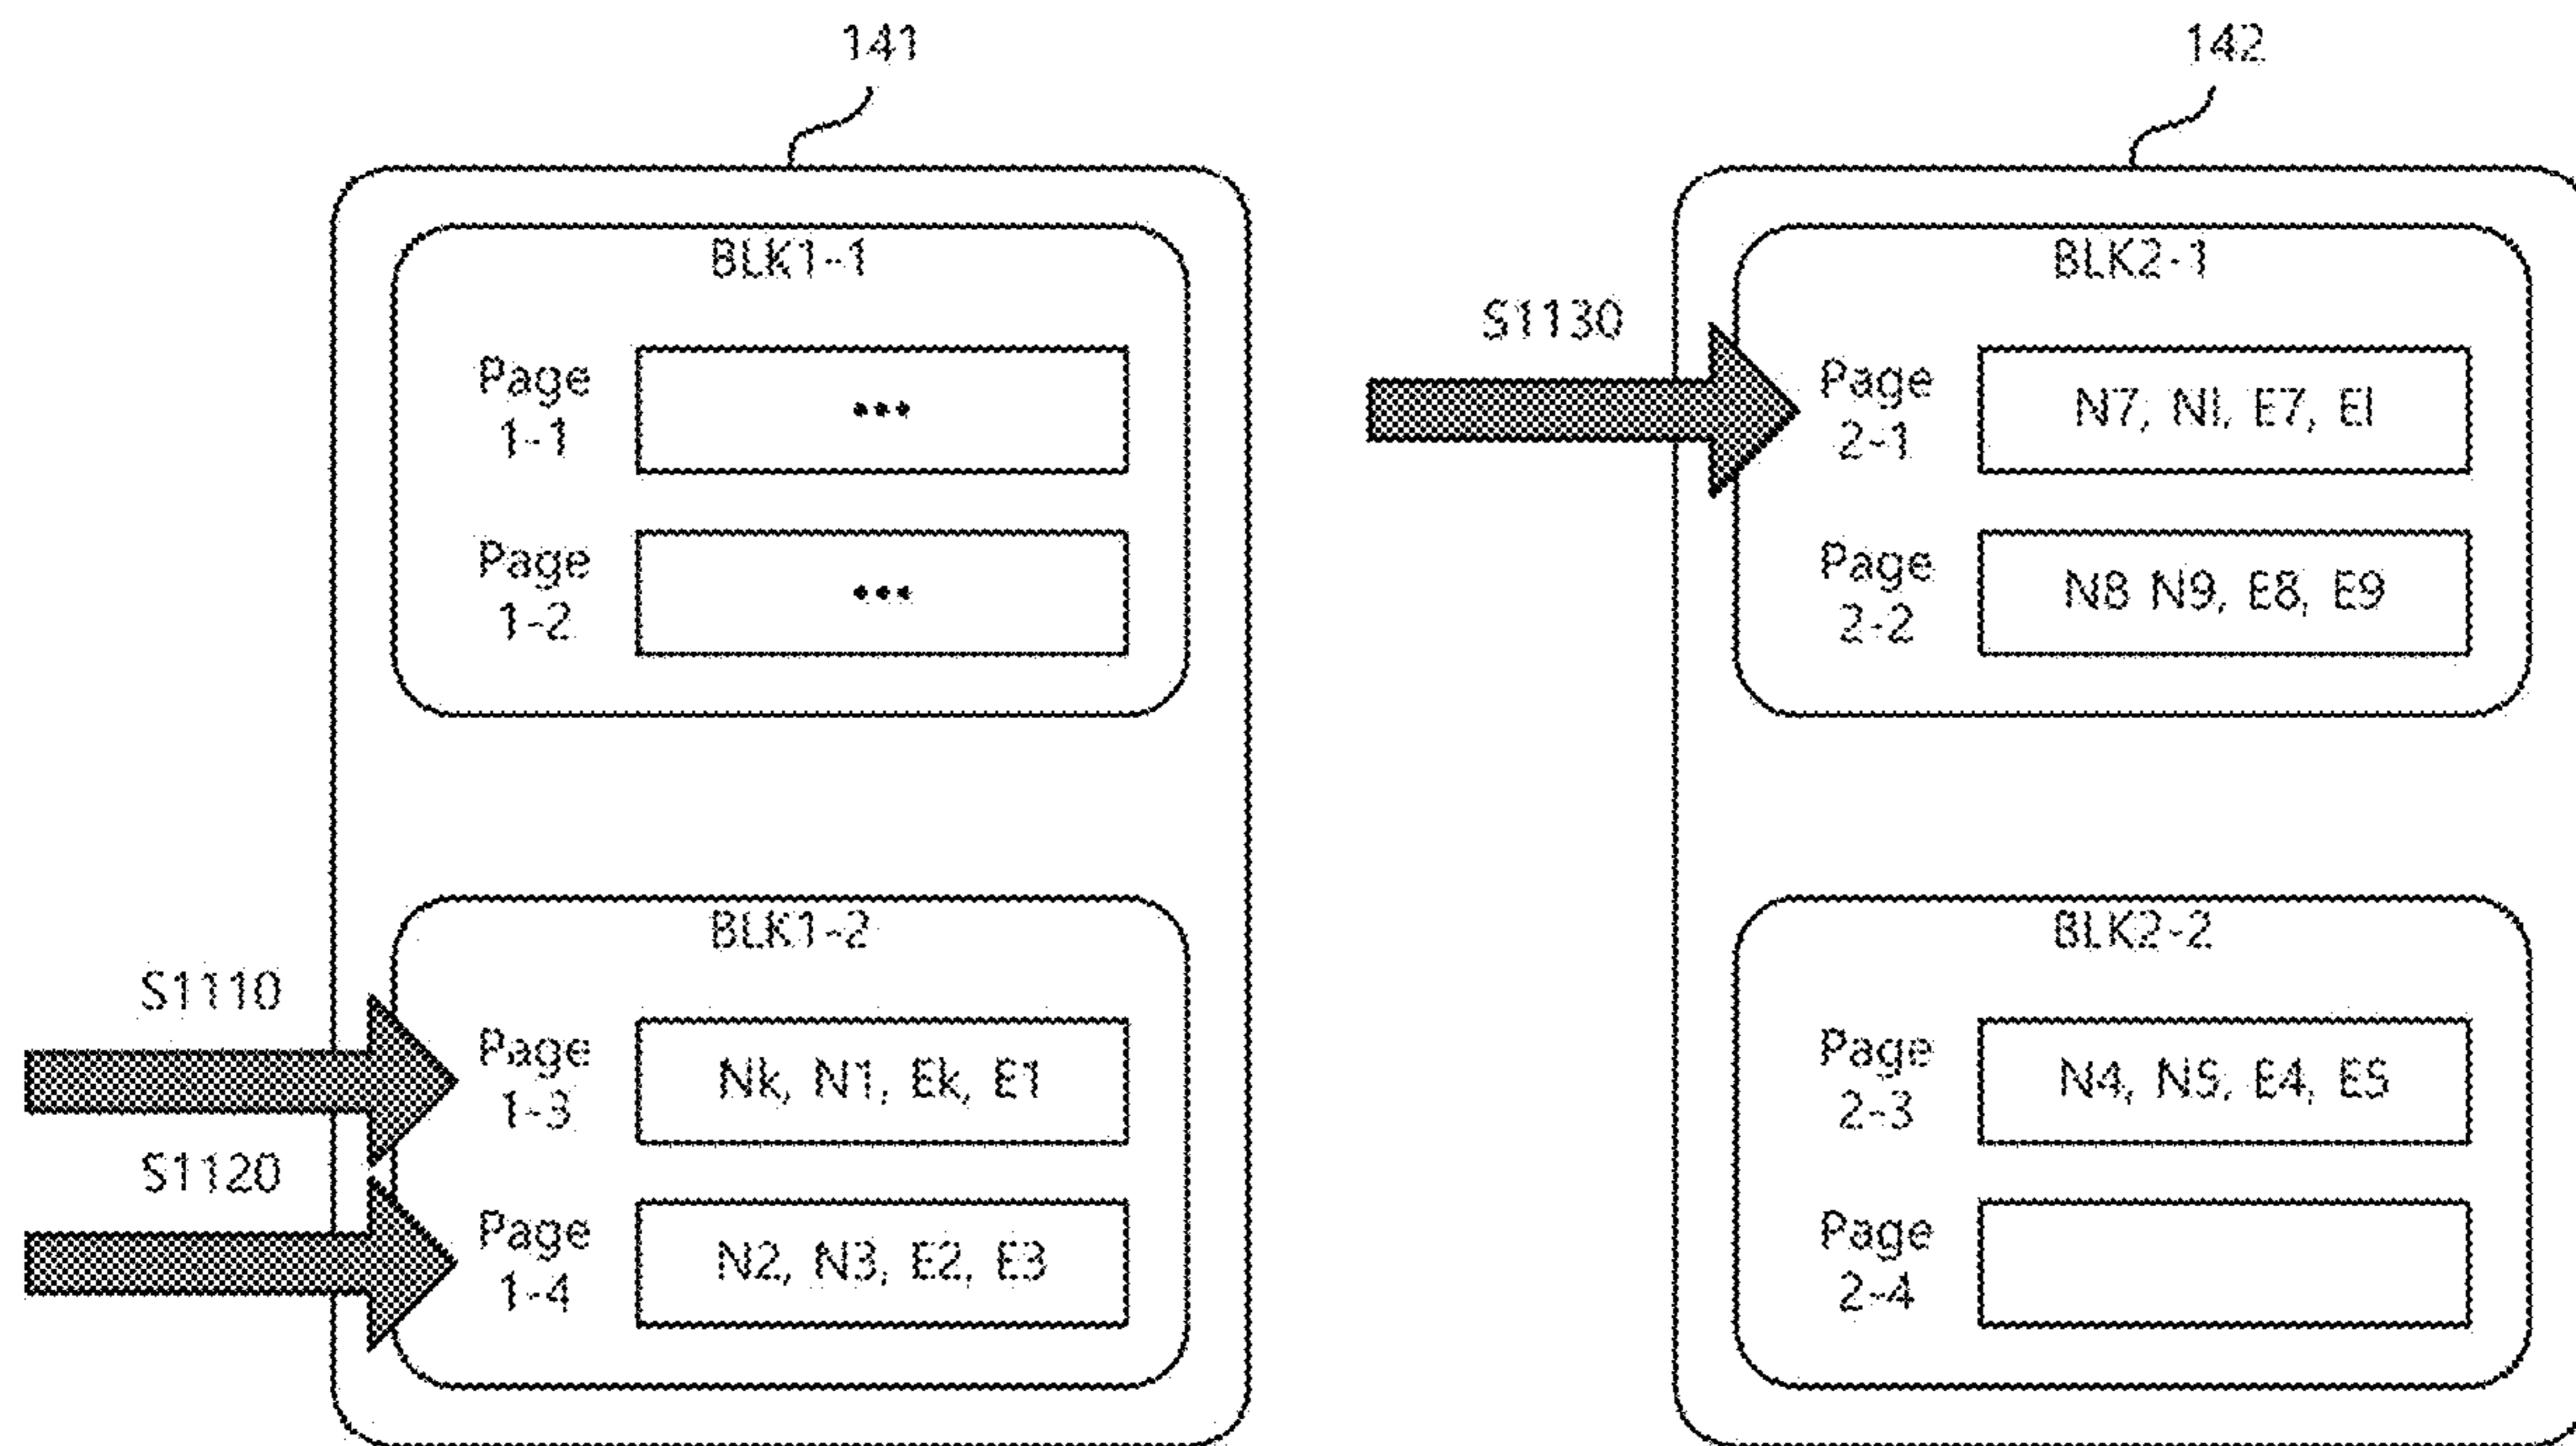 141
BLK1-1
Page
1-1
•••
Page
1-2
•••
BLK1-2
S1110
Page
1-3
Nk, N1, Ek, E1
S1120
Page
1-4
N2, N3, E2, E3
142
BLK2-1
S1130
Page
2-1
N7, Nl, E7, El
Page
2-2
N8 N9, E8, E9
BLK2-2
Page
2-3
N4, N5, E4, E5
Page
2-4